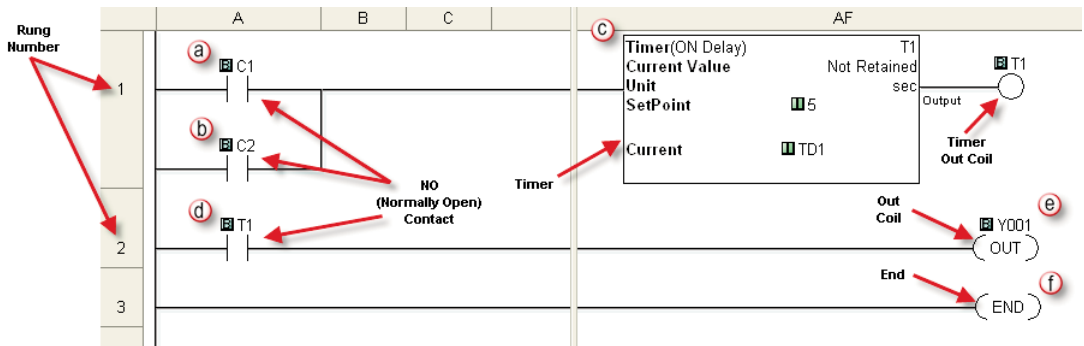 A B C AF
Rung
Number
1
a
B C1
b
B C2
NO
(Normally Open)
Contact
Timer
c
Timer(ON Delay) T1
Current Value Not Retained
Unit sec
SetPoint 5
Current TD1
Output
B T1
Timer
Out Coil
2
d
B T1
Out
Coil
e
B Y001
OUT
3
End
f
END